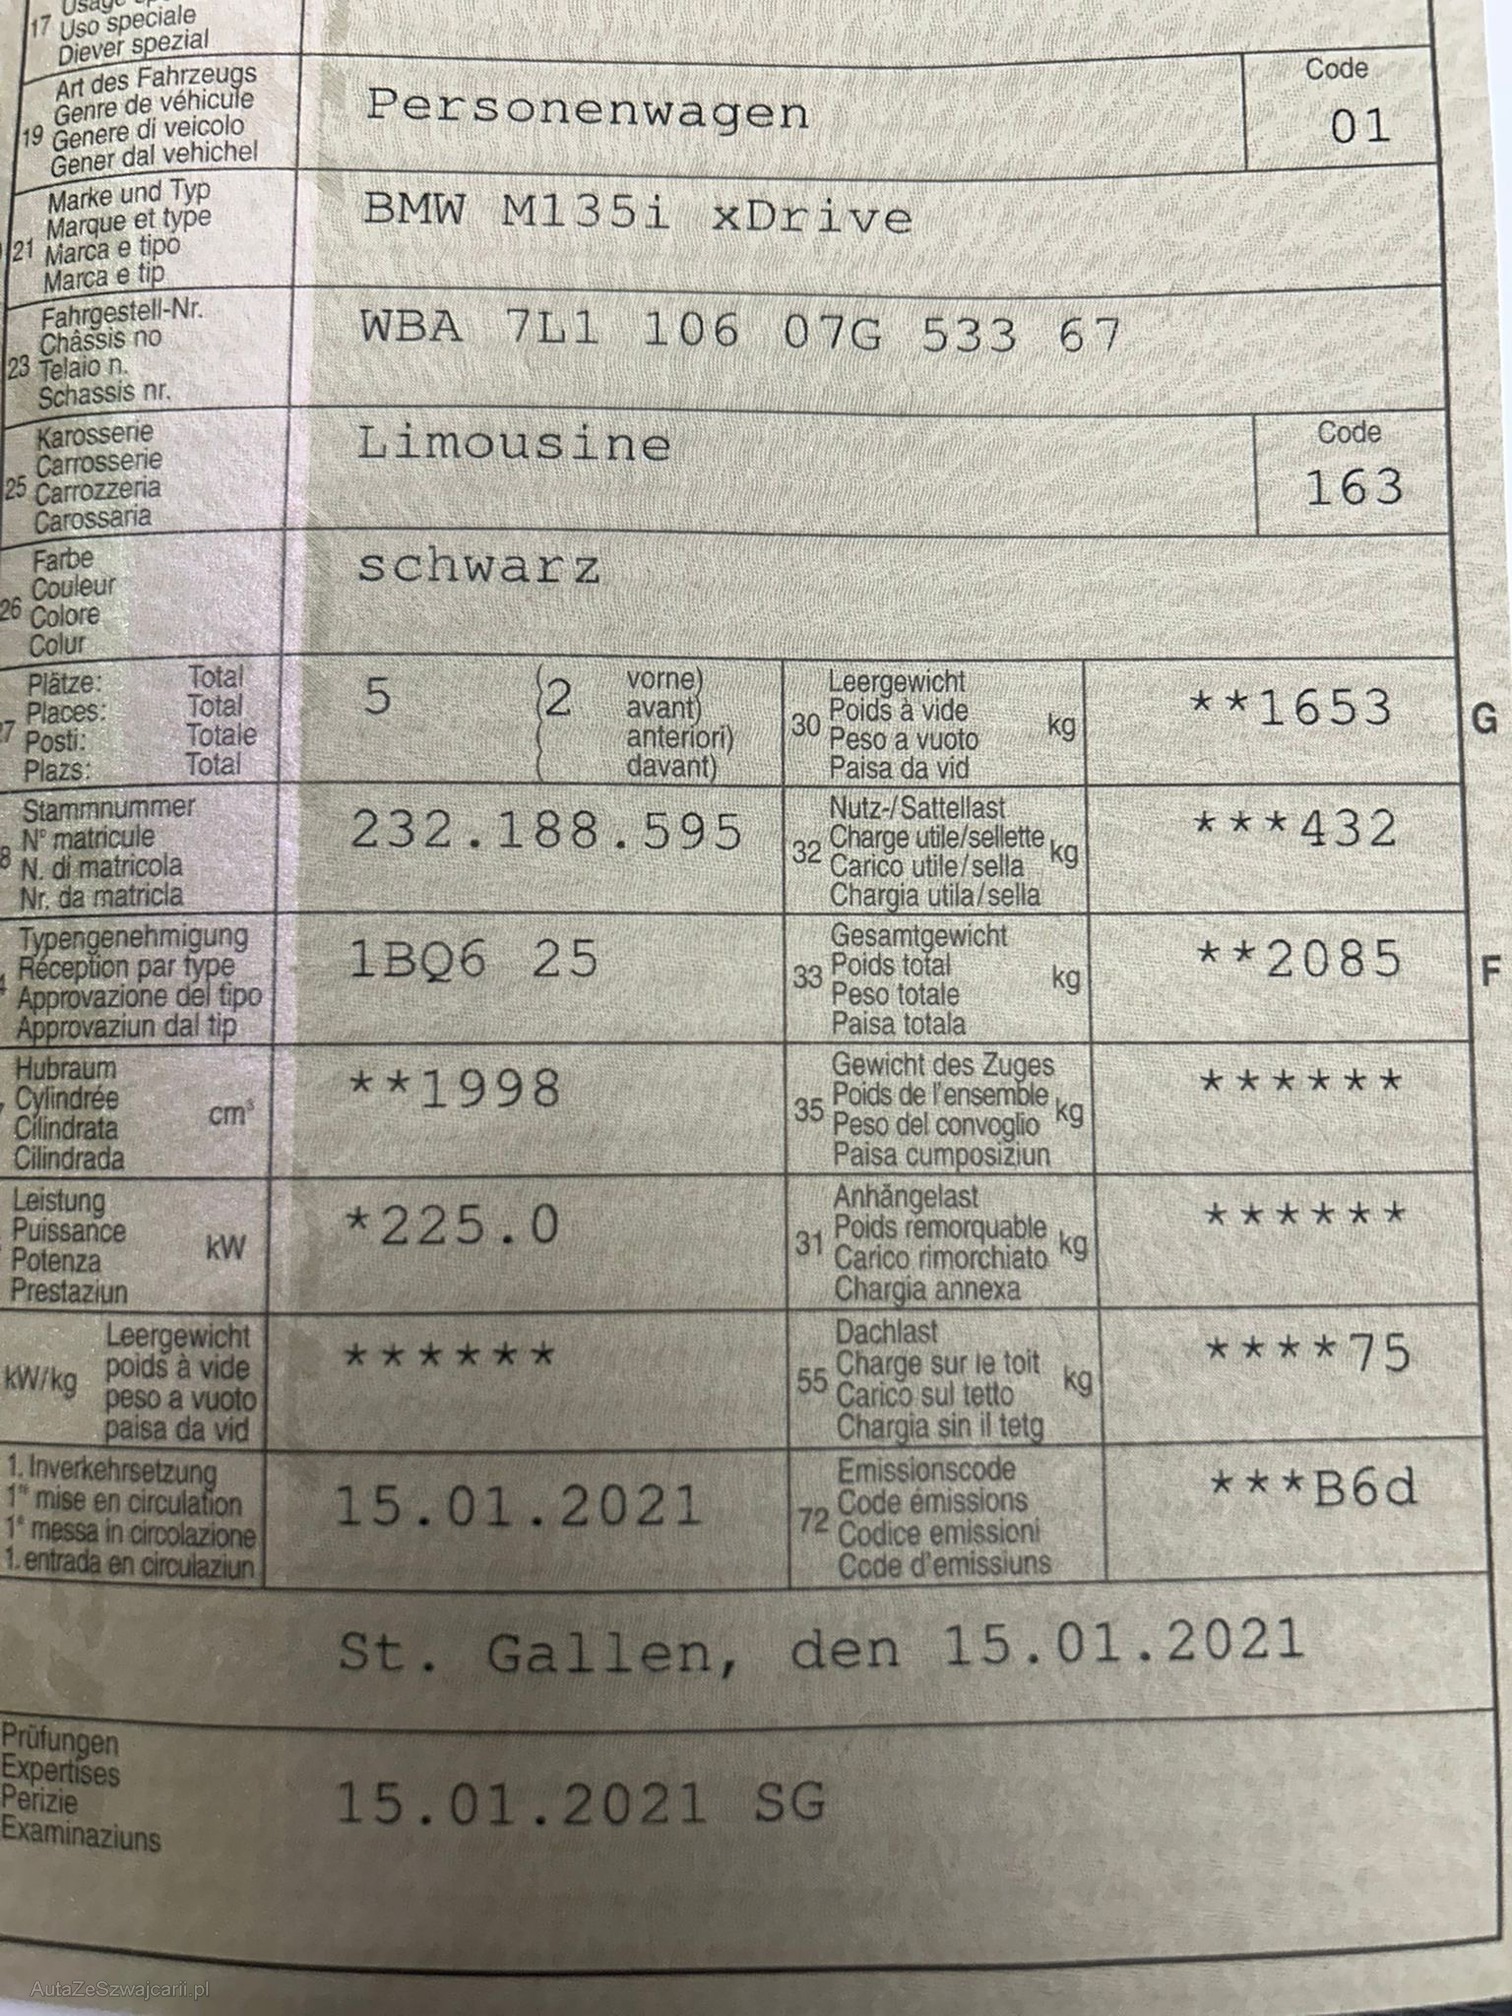 17 Uso speciale
Diever spezial
Art des Fahrzeugs
Genre de véhicule
19 Genere di veicolo
Gener dal vehichel
Personenwagen
Code
01
Marke und Typ
Marque et type
21 Marca e tipo
Marca e tip
BMW M135i xDrive
Fahrgestell-Nr.
Châssis no
23 Telaio n.
Schassis nr.
WBA 7L1 106 07G 533 67
Karosserie
Carrosserie
25 Carrozzeria
Carossaria
Limousine
Code
163
Farbe
Couleur
26 Colore
Colur
schwarz
Plätze: Total
Places: Total
7 Posti: Totale
Plazs: Total
5 (2 vorne)
avant)
( anteriori)
( davant)
Leergewicht
30 Poids à vide kg
Peso a vuoto
Paisa da vid
**1653
G
Stammnummer
N° matricule
8 N. di matricola
Nr. da matricla
232.188.595
Nutz-/Sattellast
32 Charge utile/sellette kg
Carico utile/sella
Chargia utila/sella
***432
Typengenehmigung
Réception par type
Approvazione del tipo
Approvaziun dal tip
1BQ6 25
Gesamtgewicht
33 Poids total kg
Peso totale
Paisa totala
**2085
F
Hubraum
Cylindrée cm³
Cilindrata
Cilindrada
**1998
Gewicht des Zuges
35 Poids de l'ensemble kg
Peso del convoglio
Paisa cumposiziun
******
Leistung
Puissance kW
Potenza
Prestaziun
*225.0
Anhängelast
31 Poids remorquable kg
Carico rimorchiato
Chargia annexa
******
Leergewicht
kW/kg poids à vide
peso a vuoto
paisa da vid
******
Dachlast
55 Charge sur le toit kg
Carico sul tetto
Chargia sin il tetg
****75
1. Inverkehrsetzung
1re mise en circulation
1a messa in circolazione
1. entrada en circulaziun
15.01.2021
Emissionscode
72 Code émissions
Codice emissioni
Code d'emissiuns
***B6d
St. Gallen, den 15.01.2021
Prüfungen
Expertises
Perizie
Examinaziuns
15.01.2021 SG
AutaZeSzwajcarii.pl